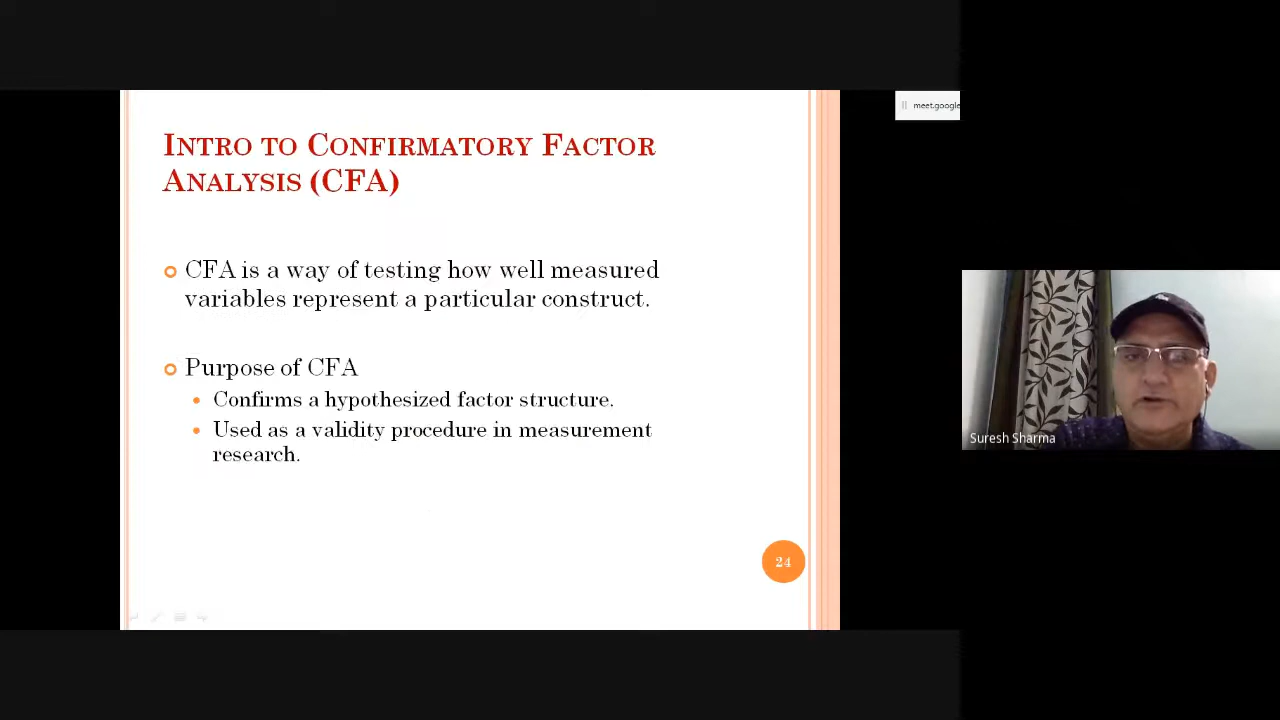 INTRO TO CONFIRMATORY FACTOR
ANALYSIS (CFA)
CFA is a way of testing how well measured
variables represent a particular construct.
Purpose of CFA
Confirms a hypothesized factor structure.
Used as a validity procedure in measurement
research.
24
meet.google
Suresh Sharma